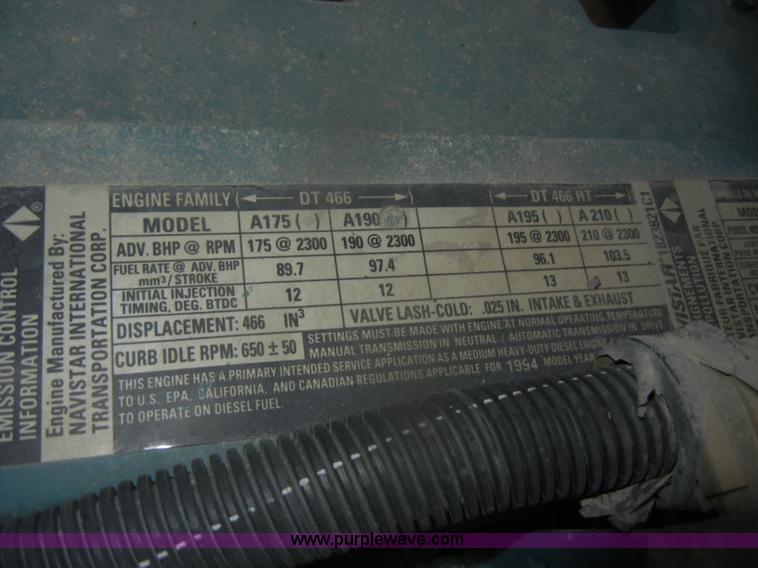 EMISSION CONTROL
INFORMATION
Engine Manufactured By:
NAVISTAR INTERNATIONAL
TRANSPORTATION CORP.
ENGINE FAMILY DT 466 DT 466 HT
MODEL A175 ( ) A190 ( ) A195 ( ) A 210 ( )
ADV. BHP @ RPM 175 @ 2300 190 @ 2300 195 @ 2300 210 @ 2300
FUEL RATE @ ADV. BHP
mm³/STROKE 89.7 97.4 96.1 103.5
INITIAL INJECTION
TIMING, DEG. BTDC 12 12 13 13
DISPLACEMENT: 466 IN³ VALVE LASH-COLD: .025 IN. INTAKE & EXHAUST
CURB IDLE RPM: 650 ± 50
SETTINGS MUST BE MADE WITH ENGINE AT NORMAL OPERATING TEMPERATURE
MANUAL TRANSMISSION IN NEUTRAL / AUTOMATIC TRANSMISSION IN DRIVE
THIS ENGINE HAS A PRIMARY INTENDED SERVICE APPLICATION AS A MEDIUM HEAVY-DUTY DIESEL ENGINE
TO U.S. EPA, CALIFORNIA, AND CANADIAN REGULATIONS APPLICABLE FOR 1994 MODEL YEAR
TO OPERATE ON DIESEL FUEL.
1823821C1
www.purplewave.com